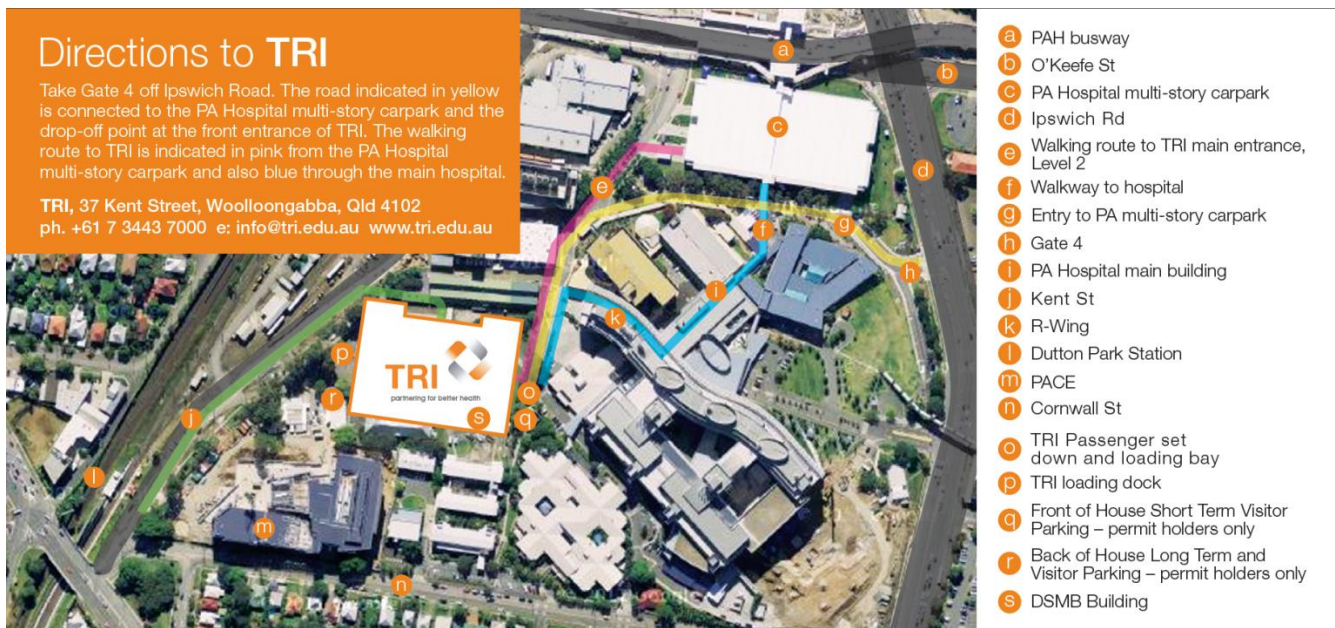 Directions to TRI
Take Gate 4 off Ipswich Road. The road indicated in yellow
is connected to the PA Hospital multi-story carpark and the
drop-off point at the front entrance of TRI. The walking
route to TRI is indicated in pink from the PA Hospital
multi-story carpark and also blue through the main hospital.
TRI, 37 Kent Street, Woolloongabba, Qld 4102
ph. +61 7 3443 7000 e: info@tri.edu.au www.tri.edu.au
a
b
c
d
e
f
g
h
i
k
TRI
partnering for better health
p
r
o
q
s
j
l
m
n
a PAH busway
b O'Keefe St
c PA Hospital multi-story carpark
d Ipswich Rd
e Walking route to TRI main entrance,
Level 2
f Walkway to hospital
g Entry to PA multi-story carpark
h Gate 4
i PA Hospital main building
j Kent St
k R-Wing
l Dutton Park Station
m PACE
n Cornwall St
o TRI Passenger set
down and loading bay
p TRI loading dock
q Front of House Short Term Visitor
Parking – permit holders only
r Back of House Long Term and
Visitor Parking – permit holders only
s DSMB Building